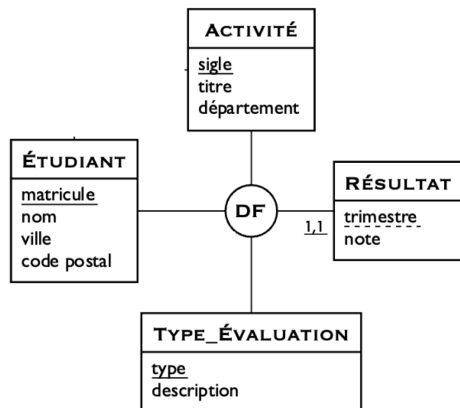 ACTIVITÉ
sigle
titre
département
ÉTUDIANT
matricule
nom
ville
code postal
DF
1,1
RÉSULTAT
trimestre
note
TYPE_ÉVALUATION
type
description